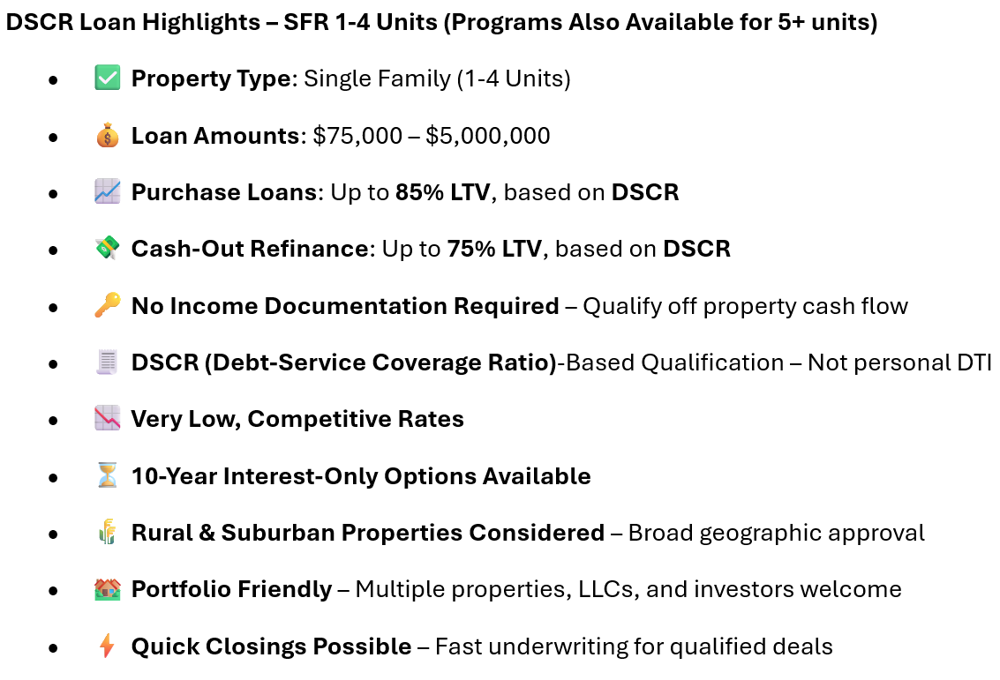 DSCR Loan Highlights – SFR 1-4 Units (Programs Also Available for 5+ units)
• ✅ Property Type: Single Family (1-4 Units)
• 💰 Loan Amounts: $75,000 – $5,000,000
• 📈 Purchase Loans: Up to 85% LTV, based on DSCR
• 💸 Cash-Out Refinance: Up to 75% LTV, based on DSCR
• 🔑 No Income Documentation Required – Qualify off property cash flow
• 🧾 DSCR (Debt-Service Coverage Ratio)-Based Qualification – Not personal DTI
• 📉 Very Low, Competitive Rates
• ⏳ 10-Year Interest-Only Options Available
• 🌾 Rural & Suburban Properties Considered – Broad geographic approval
• 🏘️ Portfolio Friendly – Multiple properties, LLCs, and investors welcome
• ⚡ Quick Closings Possible – Fast underwriting for qualified deals